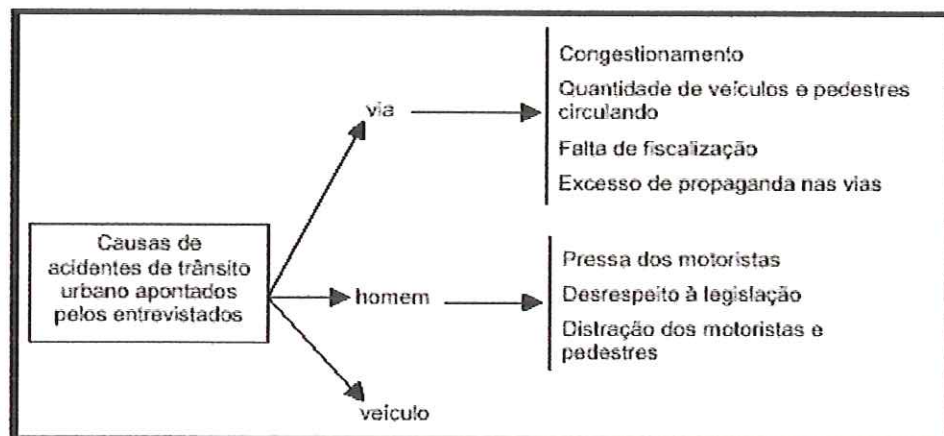 Causas de
acidentes de trânsito
urbano apontados
pelos entrevistados
via
Congestionamento
Quantidade de veículos e pedestres
circulando
Falta de fiscalização
Excesso de propaganda nas vias
homem
Pressa dos motoristas
Desrespeito à legislação
Distração dos motoristas e
pedestres
veículo